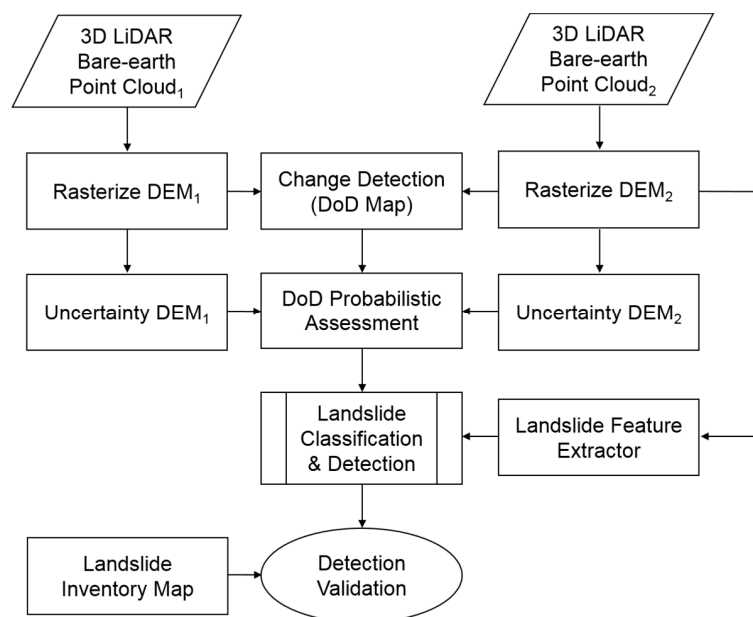 3D LiDAR
Bare-earth
Point Cloud₁
3D LiDAR
Bare-earth
Point Cloud₂
Rasterize DEM₁
Change Detection
(DoD Map)
Rasterize DEM₂
Uncertainty DEM₁
DoD Probabilistic
Assessment
Uncertainty DEM₂
Landslide
Classification
& Detection
Landslide Feature
Extractor
Landslide
Inventory Map
Detection
Validation